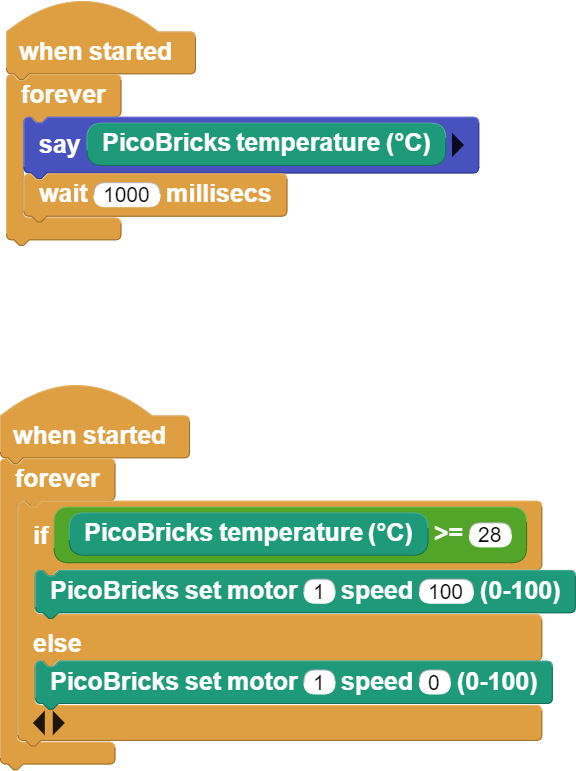 when started
forever
say PicoBricks temperature (°C)
wait 1000 millisecs
when started
forever
if PicoBricks temperature (°C) >= 28
PicoBricks set motor 1 speed 100 (0-100)
else
PicoBricks set motor 1 speed 0 (0-100)